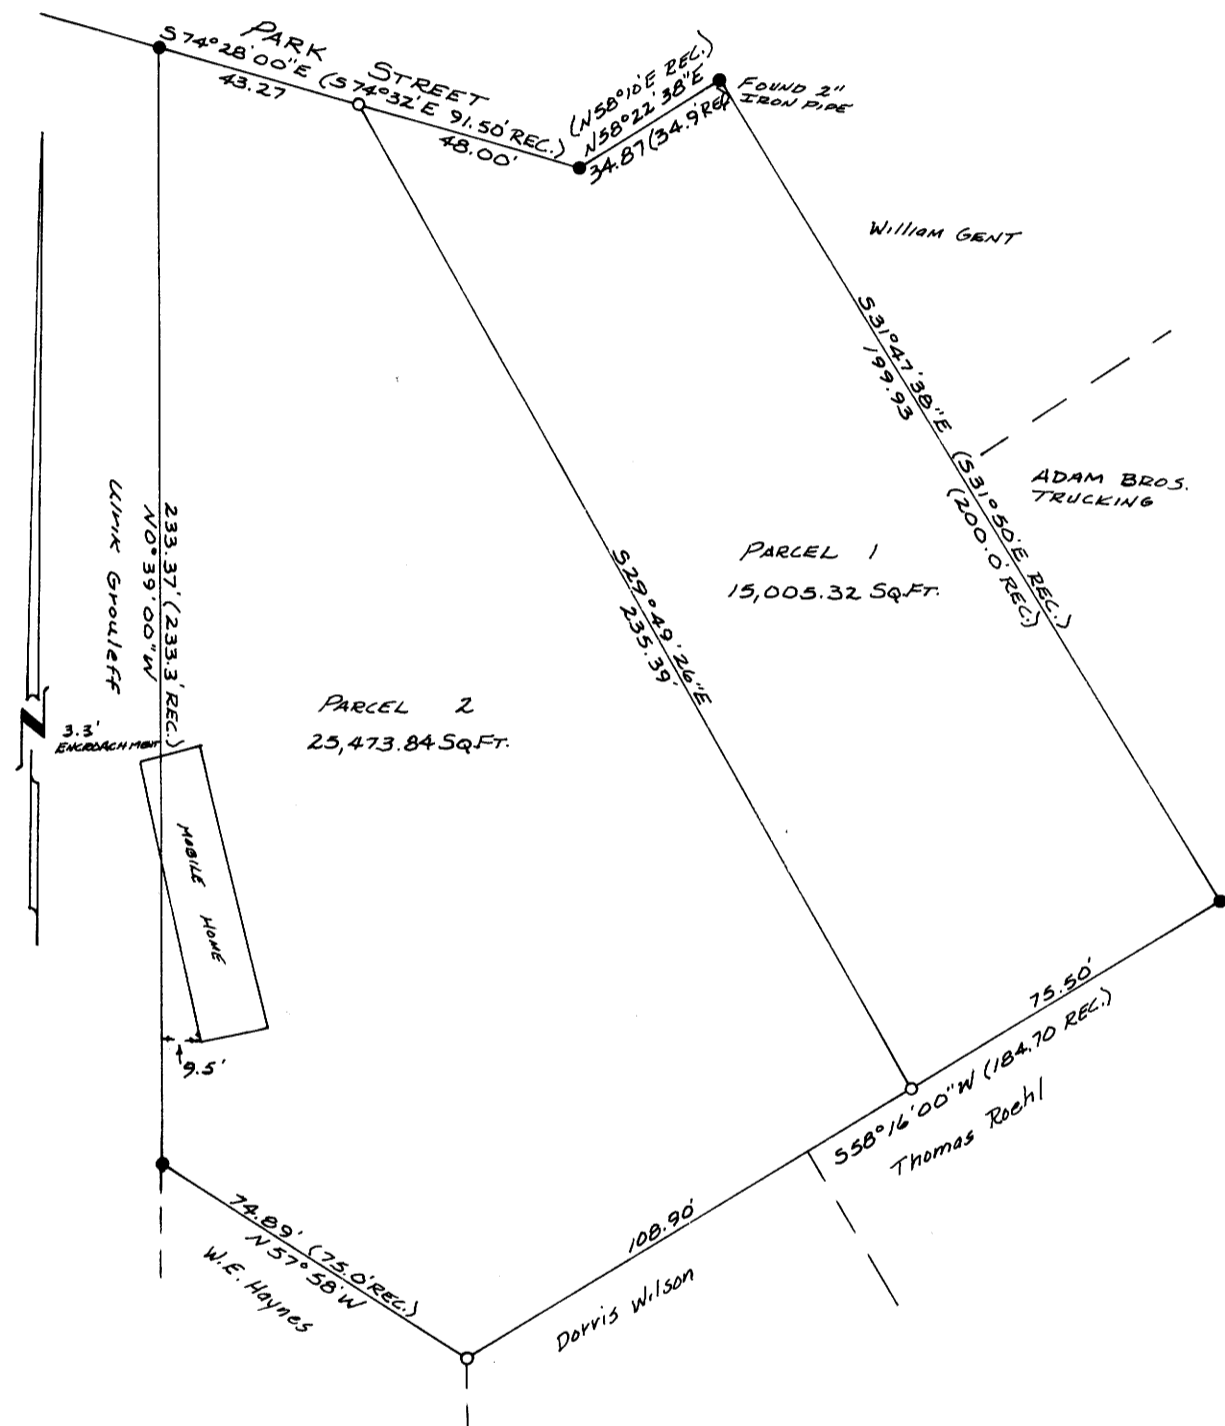 PARK STREET
S74°28'00"E (S74°32'E 91.50' REC.)
43.27
48.00'
(N58°10'E REC.)
N58°22'38"E
34.87 (34.9' REC)
FOUND 2"
IRON PIPE
William GENT
S31°47'38"E (S31°50'E REC.)
199.93 (200.0' REC.)
ADAM BROS.
TRUCKING
PARCEL 1
15,005.32 SQ.FT.
S29°49'26"E
235.39'
233.37' (233.3' REC.)
N0°39'00"W
Grouleff
PARCEL 2
25,473.84 SQ.FT.
3.3'
ENCROACHMENT
MOBILE HOME
9.5'
75.50'
S58°16'00"W (184.70 REC.)
Thomas Roehl
108.90'
Dorris Wilson
74.89' (75.0' REC.)
N57°58'W
W.E. Haynes